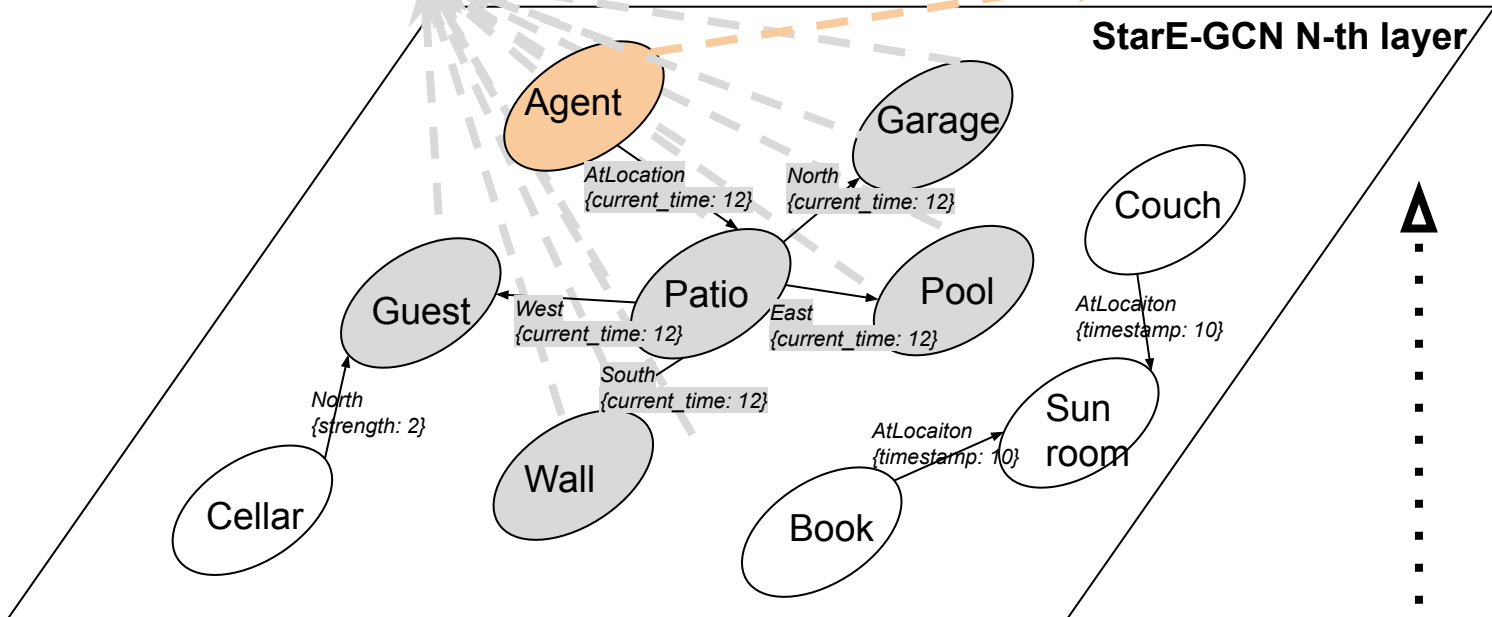 StarE-GCN N-th layer
Agent
Garage
AtLocation
{current_time: 12}
North
{current_time: 12}
Couch
Guest
Patio
Pool
West
{current_time: 12}
East
{current_time: 12}
AtLocaiton
{timestamp: 10}
South
{current_time: 12}
North
{strength: 2}
Sun
room
AtLocaiton
{timestamp: 10}
Wall
Cellar
Book